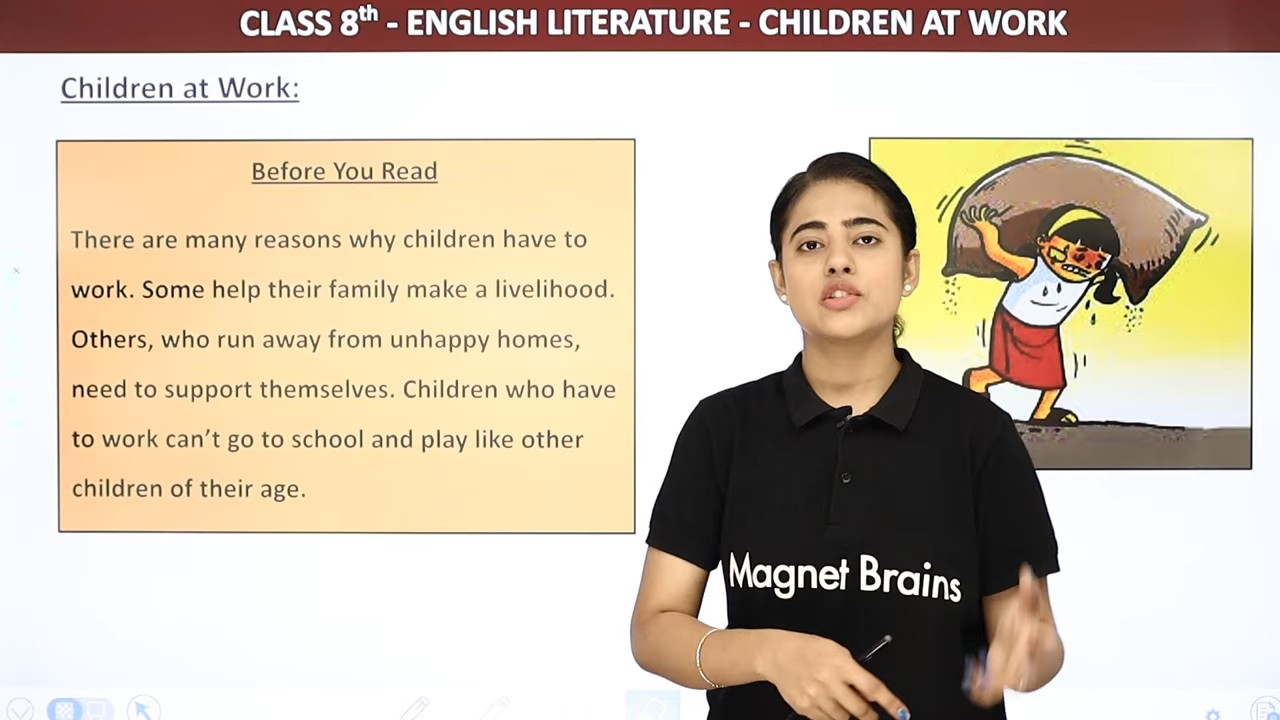 CLASS 8th - ENGLISH LITERATURE - CHILDREN AT WORK
Children at Work:
Before You Read
There are many reasons why children have to
work. Some help their family make a livelihood.
Others, who run away from unhappy homes,
need to support themselves. Children who have
to work can’t go to school and play like other
children of their age.
Magnet Brains